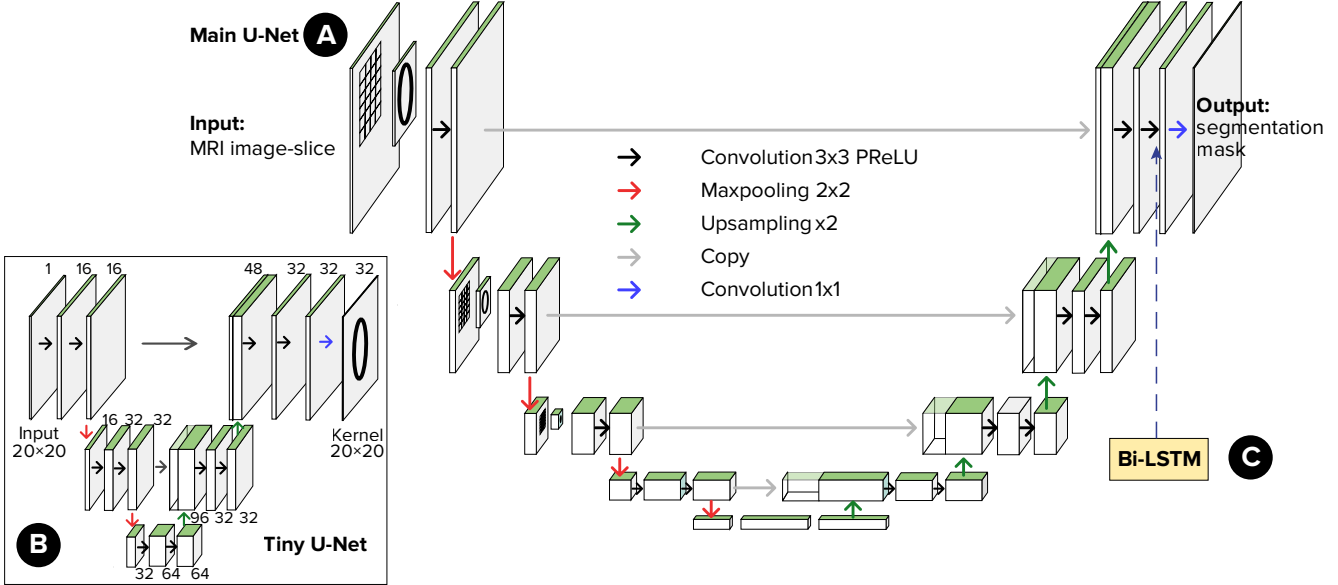 Main U-Net A
Input:
MRI image-slice
Output:
segmentation
mask
Convolution 3x3 PReLU
Maxpooling 2x2
Upsampling x2
Copy
Convolution 1x1
1 16 16 48 32 32 32
Input
20×20
16 32 32
Kernel
20×20
96 32 32
32 64 64
B
Tiny U-Net
Bi-LSTM C